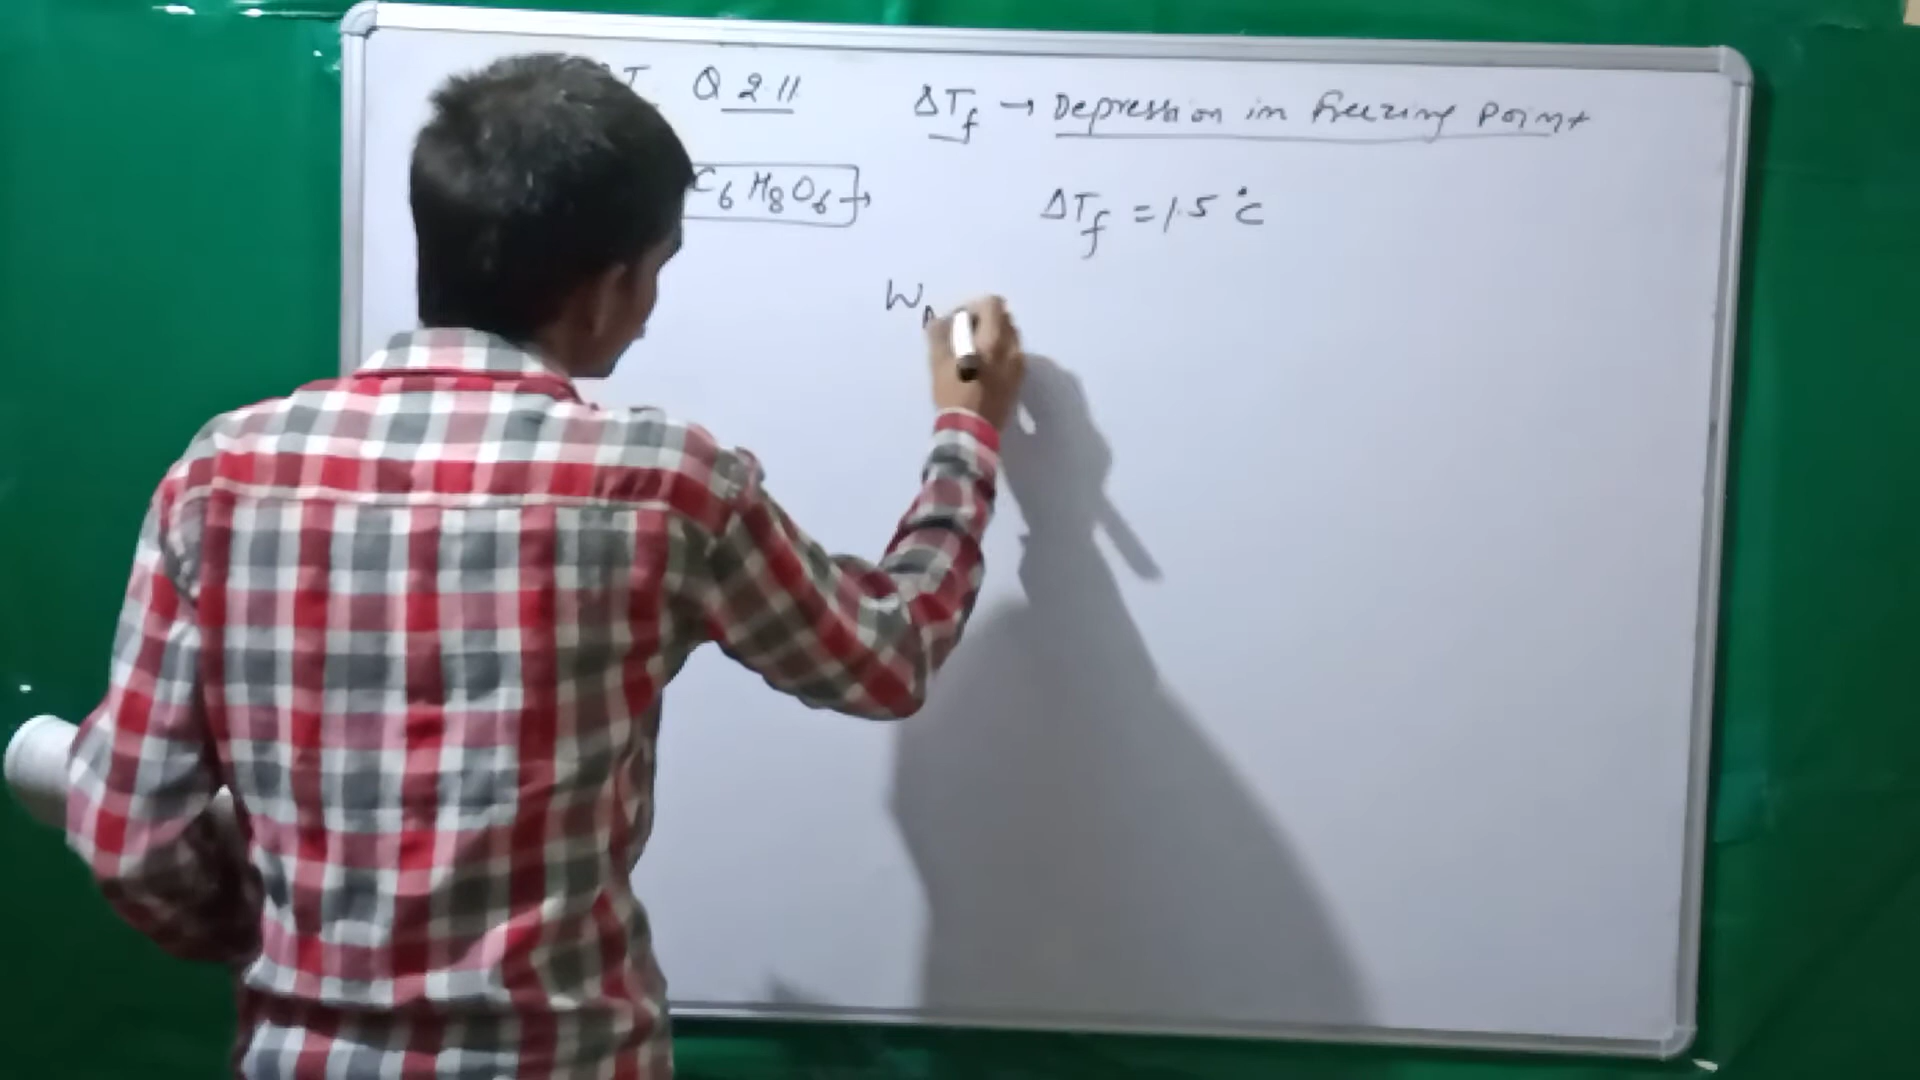 Q 2.11
ΔTf → Depression in freezing point
C6H8O6 →
ΔTf = 1.5 °C
W